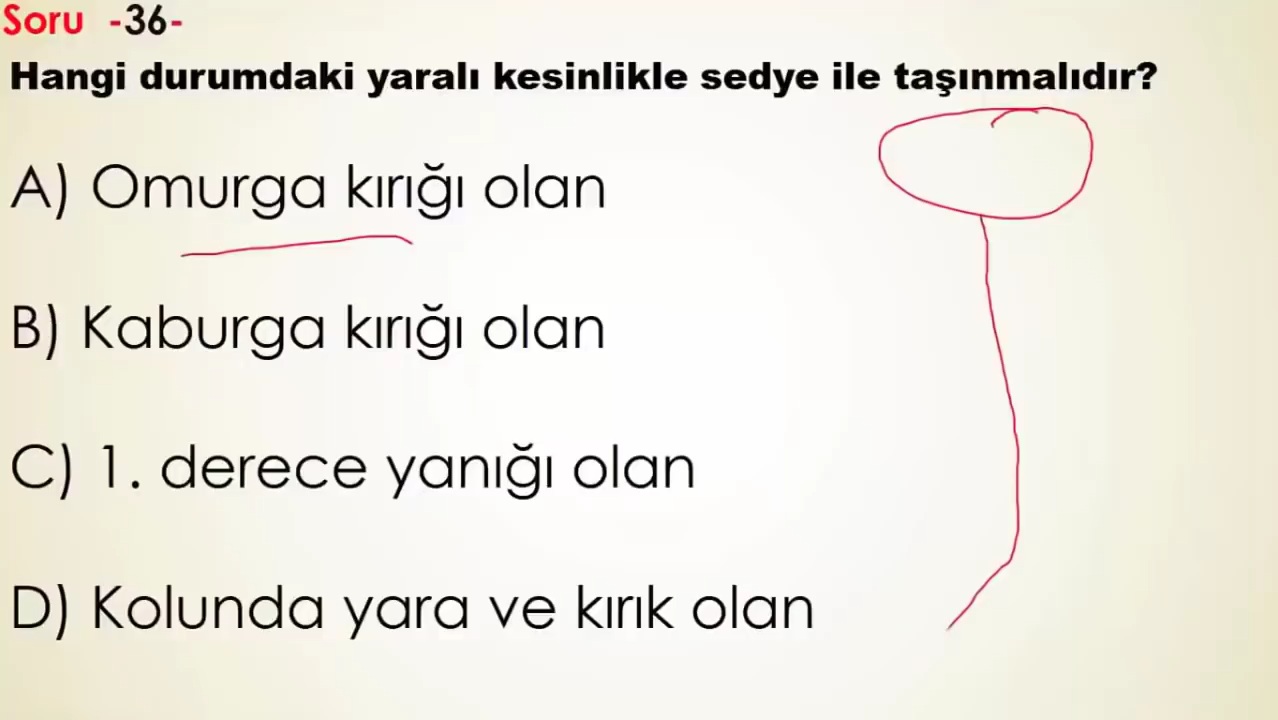 Soru -36-
Hangi durumdaki yaralı kesinlikle sedye ile taşınmalıdır?
A) Omurga kırığı olan
B) Kaburga kırığı olan
C) 1. derece yanığı olan
D) Kolunda yara ve kırık olan